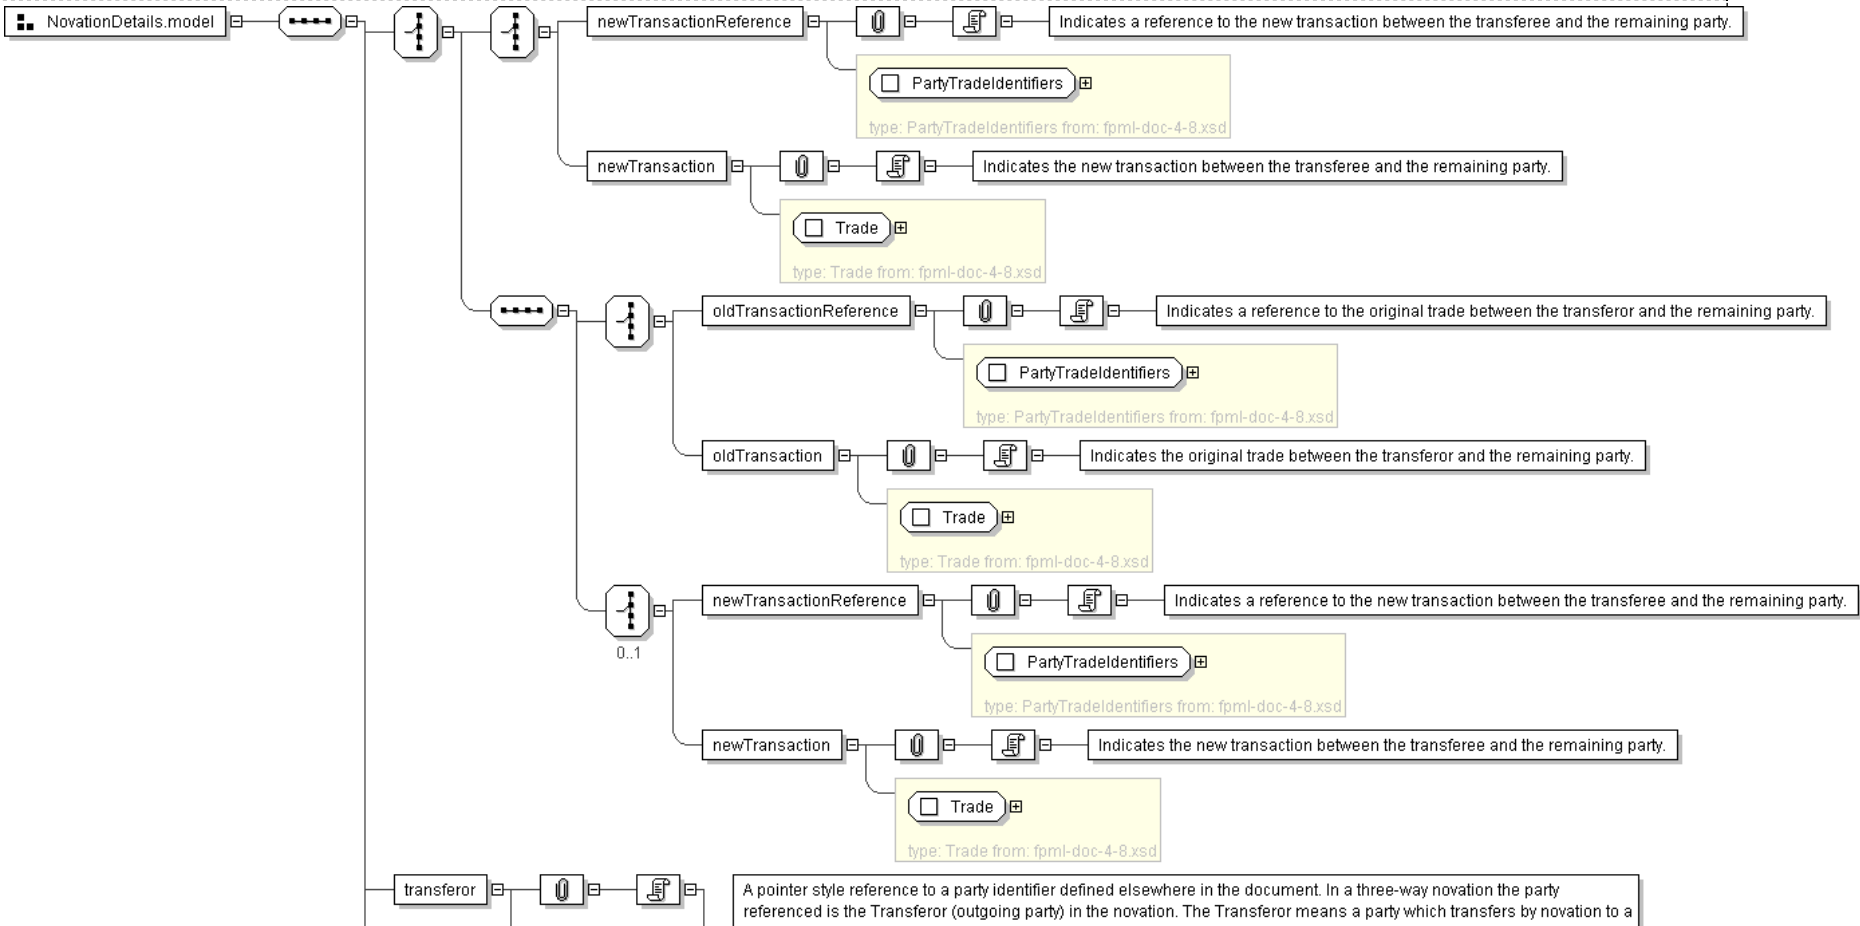 NovationDetails.model
newTransactionReference
Indicates a reference to the new transaction between the transferee and the remaining party.
PartyTradeIdentifiers
type: PartyTradeIdentifiers from: fpml-doc-4-8.xsd
newTransaction
Indicates the new transaction between the transferee and the remaining party.
Trade
type: Trade from: fpml-doc-4-8.xsd
oldTransactionReference
Indicates a reference to the original trade between the transferor and the remaining party.
PartyTradeIdentifiers
type: PartyTradeIdentifiers from: fpml-doc-4-8.xsd
oldTransaction
Indicates the original trade between the transferor and the remaining party.
Trade
type: Trade from: fpml-doc-4-8.xsd
newTransactionReference
Indicates a reference to the new transaction between the transferee and the remaining party.
0..1
PartyTradeIdentifiers
type: PartyTradeIdentifiers from: fpml-doc-4-8.xsd
newTransaction
Indicates the new transaction between the transferee and the remaining party.
Trade
type: Trade from: fpml-doc-4-8.xsd
transferor
A pointer style reference to a party identifier defined elsewhere in the document. In a three-way novation the party
referenced is the Transferor (outgoing party) in the novation. The Transferor means a party which transfers by novation to a